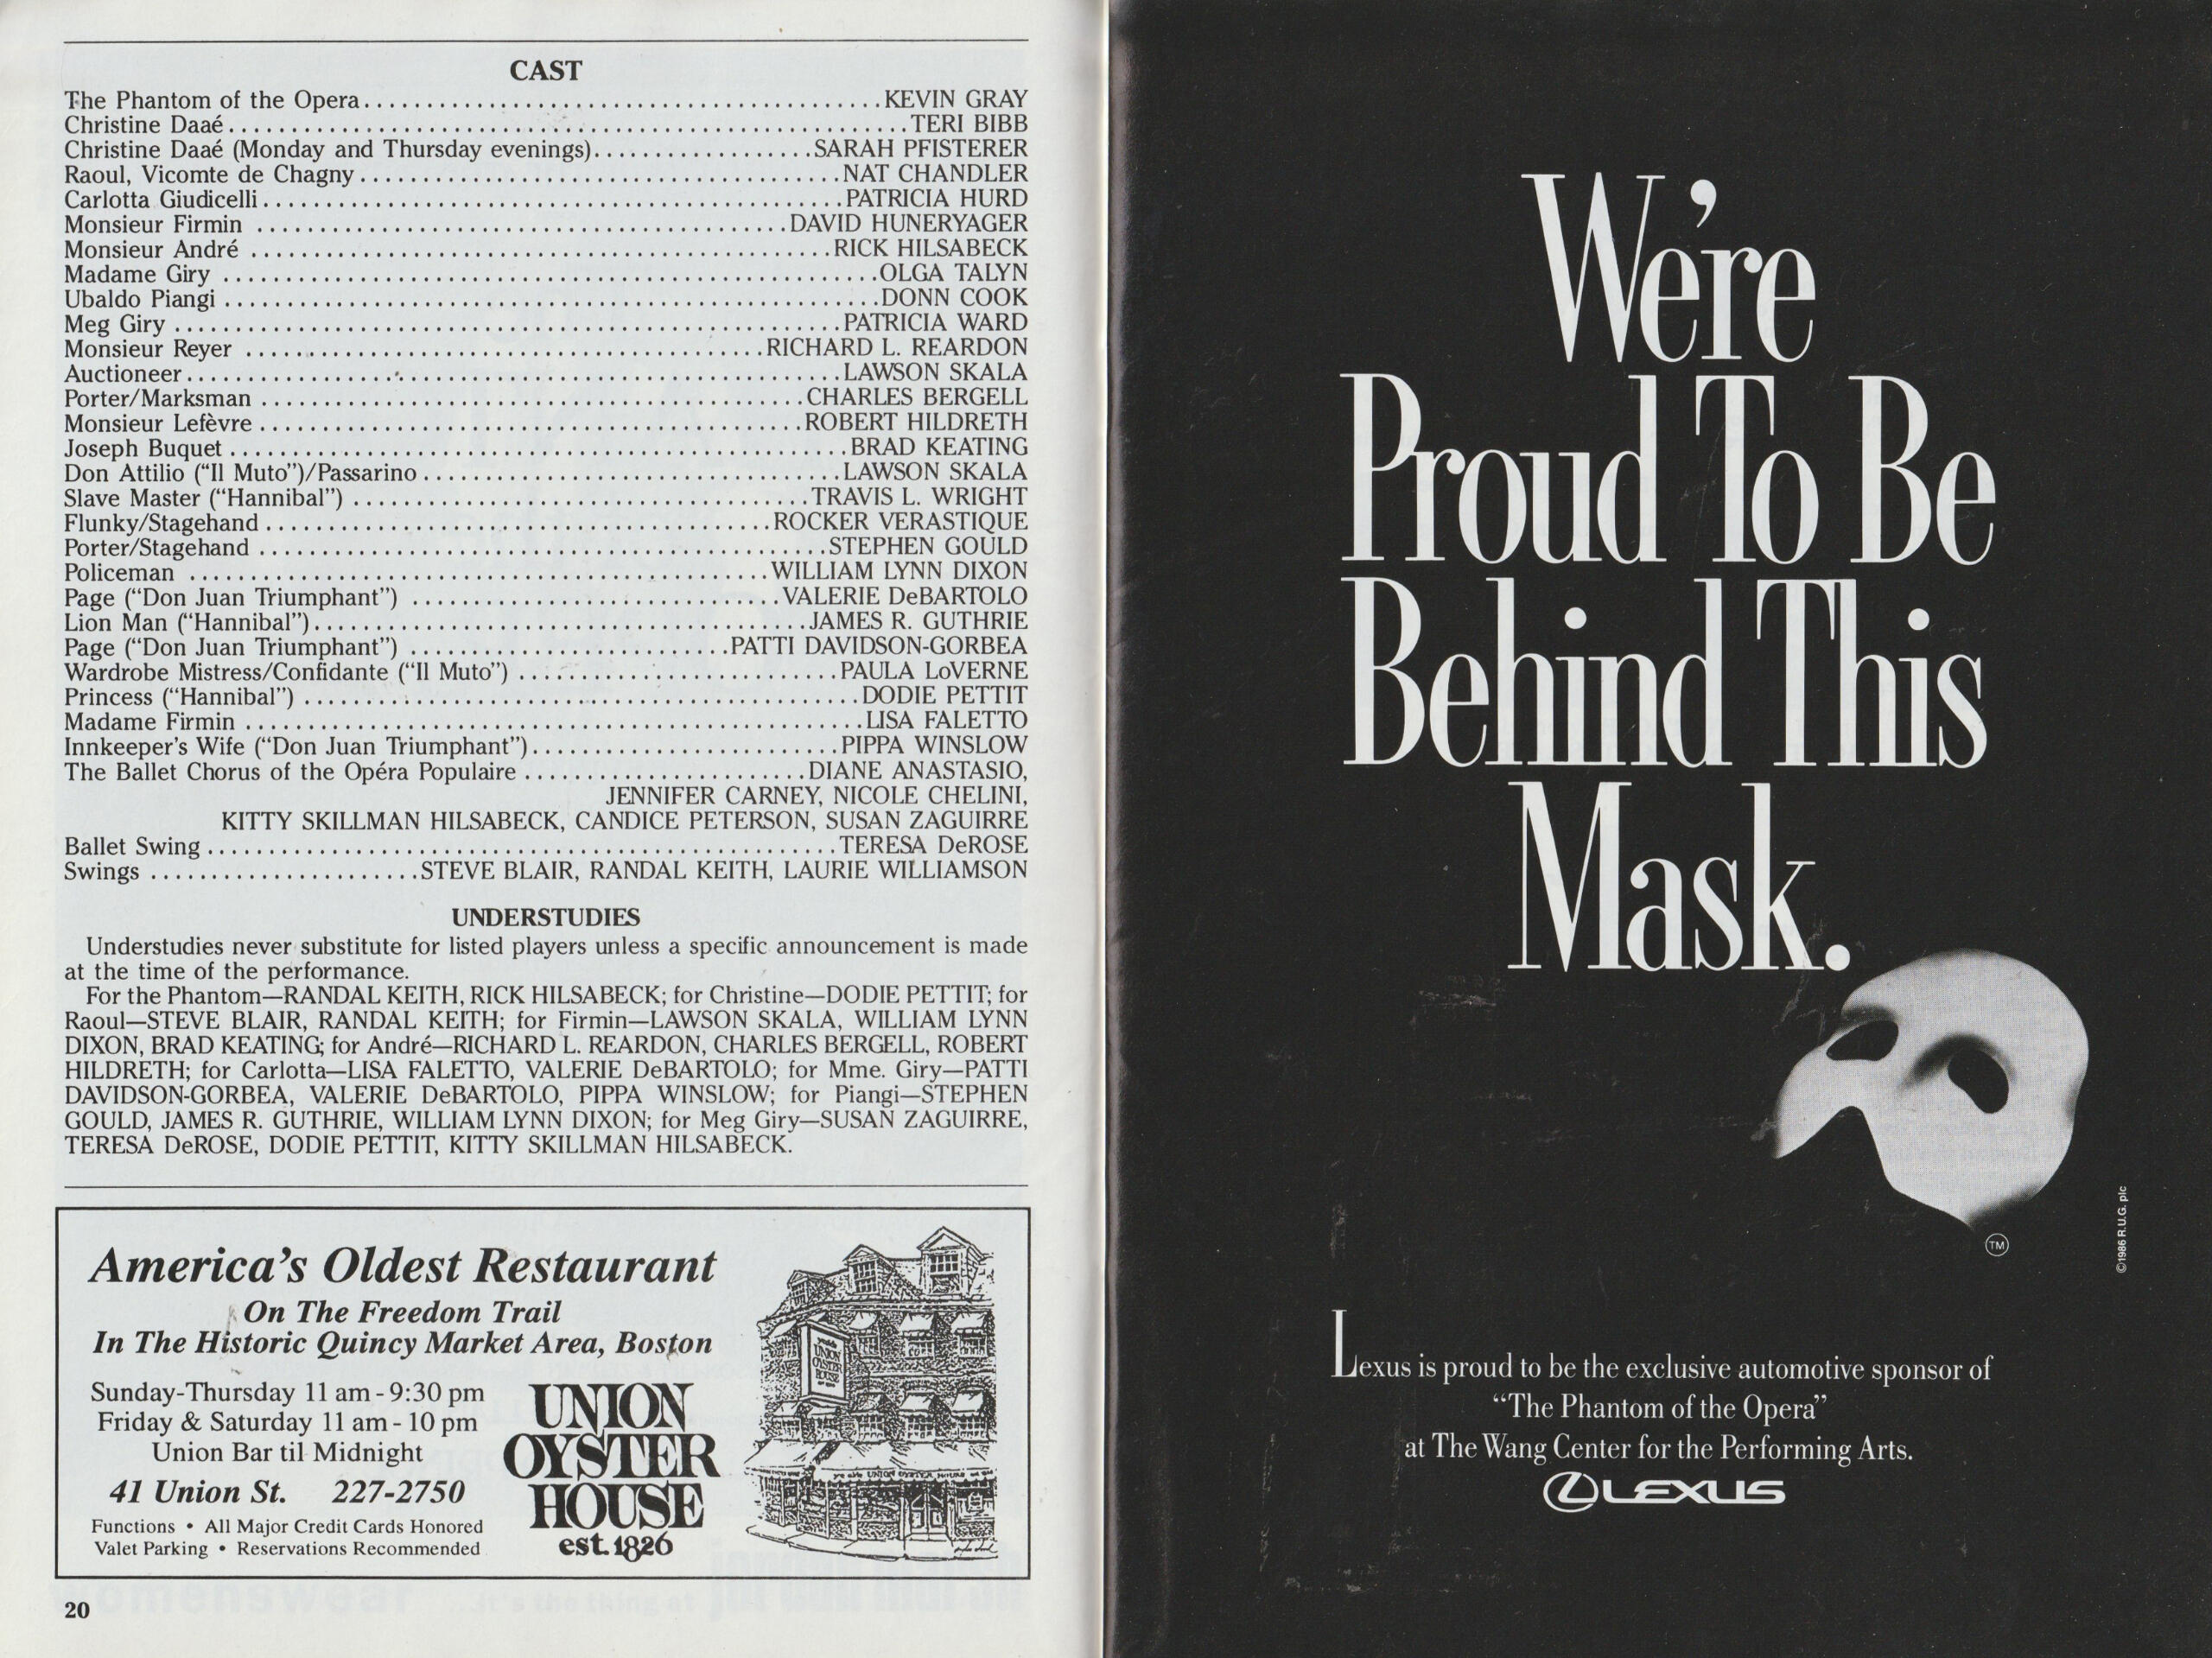 CAST
The Phantom of the Opera........................................KEVIN GRAY
Christine Daaé.....................................................TERI BIBB
Christine Daaé (Monday and Thursday evenings)..................SARAH PFISTERER
Raoul, Vicomte de Chagny......................................NAT CHANDLER
Carlotta Giudicelli..............................................PATRICIA HURD
Monsieur Firmin ..........................................DAVID HUNERYAGER
Monsieur André ..............................................RICK HILSABECK
Madame Giry ...................................................OLGA TALYN
Ubaldo Piangi ...................................................DONN COOK
Meg Giry .....................................................PATRICIA WARD
Monsieur Reyer .........................................RICHARD L. REARDON
Auctioneer....................................................LAWSON SKALA
Porter/Marksman ...........................................CHARLES BERGELL
Monsieur Lefèvre ...........................................ROBERT HILDRETH
Joseph Buquet .................................................BRAD KEATING
Don Attilio (“Il Muto”)/Passarino.................................LAWSON SKALA
Slave Master (“Hannibal”) ....................................TRAVIS L. WRIGHT
Flunky/Stagehand........................................ROCKER VERASTIQUE
Porter/Stagehand .............................................STEPHEN GOULD
Policeman ..............................................WILLIAM LYNN DIXON
Page (“Don Juan Triumphant”) .............................VALERIE DeBARTOLO
Lion Man (“Hannibal”).......................................JAMES R. GUTHRIE
Page (“Don Juan Triumphant”) .........................PATTI DAVIDSON-GORBEA
Wardrobe Mistress/Confidante (“Il Muto”) .........................PAULA LoVERNE
Princess (“Hannibal”) ............................................DODIE PETTIT
Madame Firmin .................................................LISA FALETTO
Innkeeper's Wife (“Don Juan Triumphant”)........................PIPPA WINSLOW
The Ballet Chorus of the Opéra Populaire.......................DIANE ANASTASIO,
JENNIFER CARNEY, NICOLE CHELINI,
KITTY SKILLMAN HILSABECK, CANDICE PETERSON, SUSAN ZAGUIRRE
Ballet Swing..................................................TERESA DeROSE
Swings .....................STEVE BLAIR, RANDAL KEITH, LAURIE WILLIAMSON
UNDERSTUDIES
Understudies never substitute for listed players unless a specific announcement is made
at the time of the performance.
For the Phantom—RANDAL KEITH, RICK HILSABECK; for Christine—DODIE PETTIT; for
Raoul—STEVE BLAIR, RANDAL KEITH; for Firmin—LAWSON SKALA, WILLIAM LYNN
DIXON, BRAD KEATING; for André—RICHARD L. REARDON, CHARLES BERGELL, ROBERT
HILDRETH; for Carlotta—LISA FALETTO, VALERIE DeBARTOLO; for Mme. Giry—PATTI
DAVIDSON-GORBEA, VALERIE DeBARTOLO, PIPPA WINSLOW; for Piangi—STEPHEN
GOULD, JAMES R. GUTHRIE, WILLIAM LYNN DIXON; for Meg Giry—SUSAN ZAGUIRRE,
TERESA DeROSE, DODIE PETTIT, KITTY SKILLMAN HILSABECK.
America's Oldest Restaurant
On The Freedom Trail
In The Historic Quincy Market Area, Boston
Sunday-Thursday 11 am - 9:30 pm
Friday & Saturday 11 am - 10 pm
Union Bar til Midnight
41 Union St. 227-2750
Functions • All Major Credit Cards Honored
Valet Parking • Reservations Recommended
UNION
OYSTER
HOUSE
est. 1826
UNION
OYSTER
HOUSE
20
We're
Proud To Be
Behind This
Mask.
TM
©1986 R.U.G. plc
Lexus is proud to be the exclusive automotive sponsor of
“The Phantom of the Opera”
at The Wang Center for the Performing Arts.
LEXUS